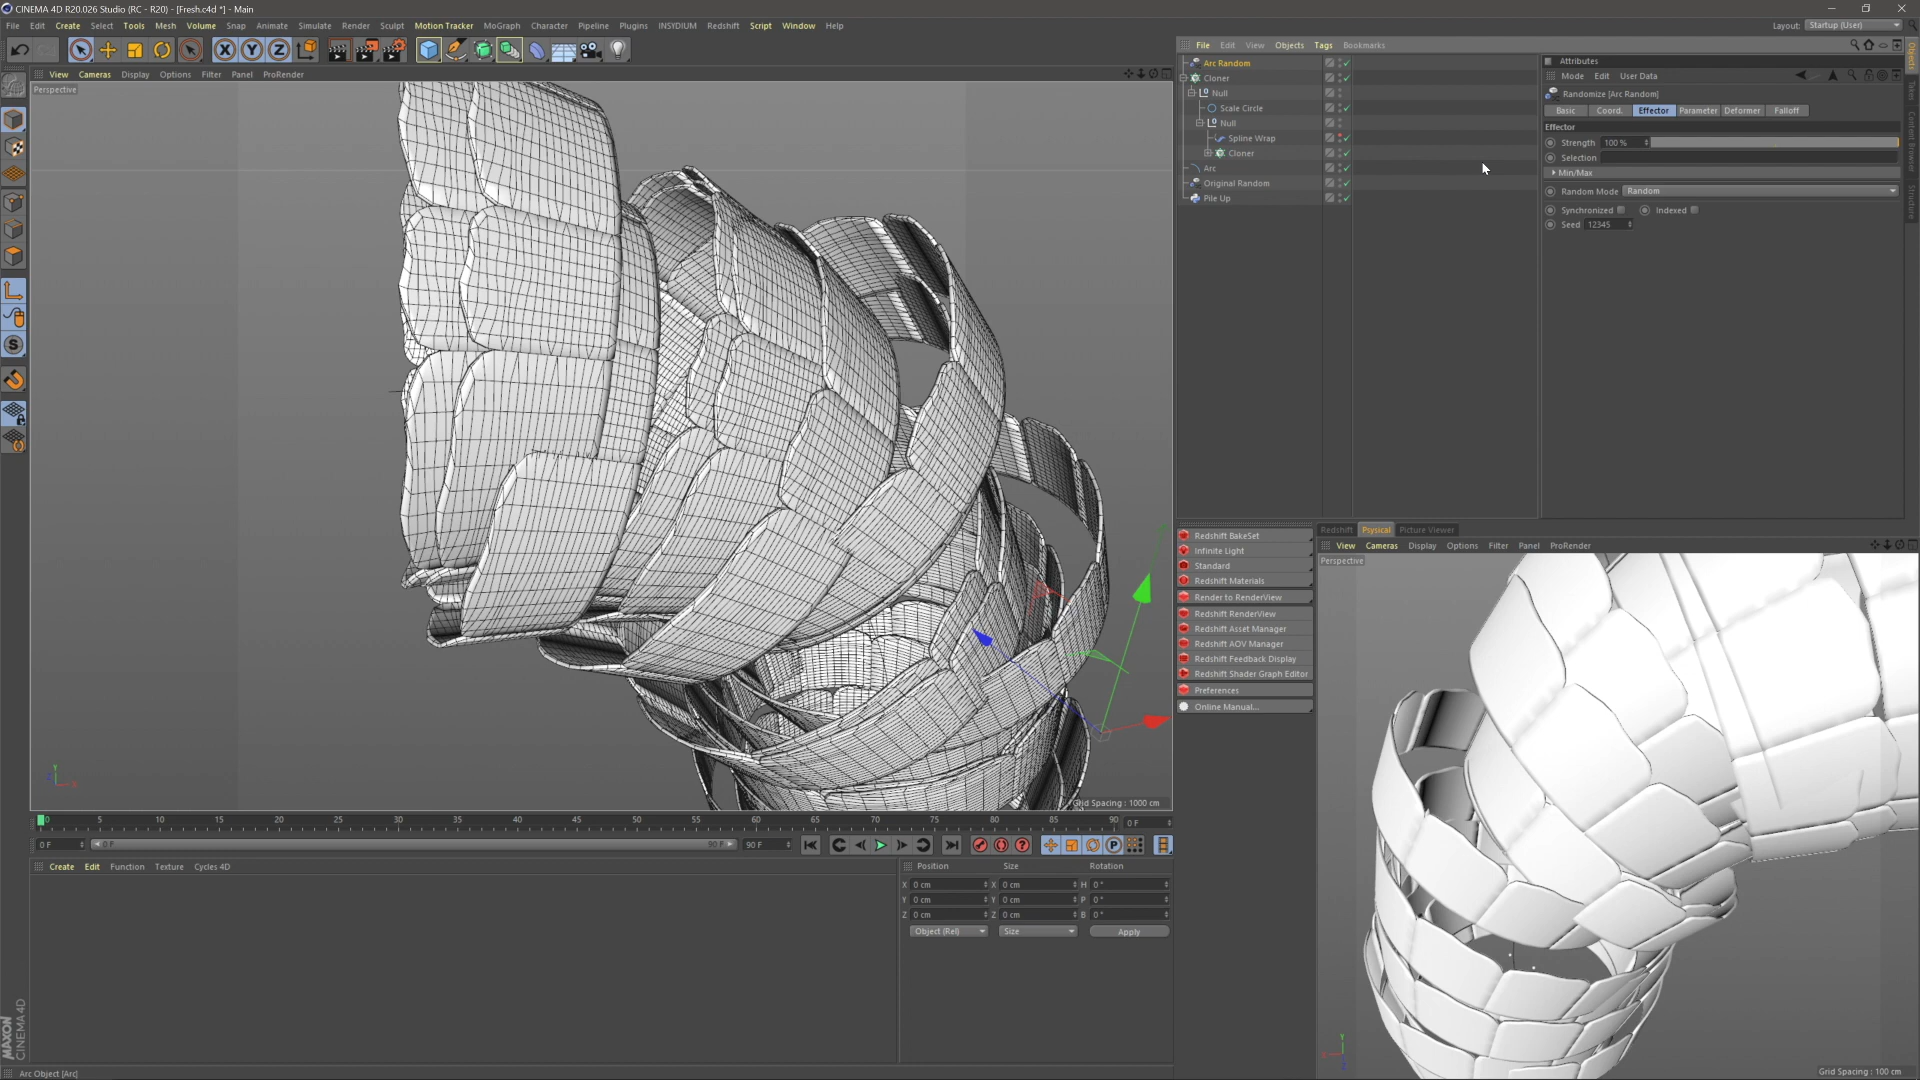 CINEMA 4D R20.026 Studio (RC - R20) - [Fresh.c4d *] - Main
File Edit Create Select Tools Mesh Volume Snap Animate Simulate Render Sculpt Motion Tracker MoGraph Character Pipeline Plugins INSYDIUM Redshift Script Window Help
Layout: Startup (User)
View Cameras Display Options Filter Panel ProRender
Perspective
Grid Spacing : 1000 cm
0 5 10 15 20 25 30 35 40 45 50 55 60 65 70 75 80 85 90 0 F
0 F 0 F 90 F 90 F
Create Edit Function Texture Cycles 4D
Position Size Rotation
X 0 cm X 0 cm H 0 °
Y 0 cm Y 0 cm P 0 °
Z 0 cm Z 0 cm B 0 °
Object (Rel) Size Apply
MAXON
CINEMA 4D
Arc Object [Arc]
File Edit View Objects Tags Bookmarks
Arc Random
Cloner
Null
Scale Circle
Null
Spline Wrap
Cloner
Arc
Original Random
Pile Up
Attributes
Mode Edit User Data
Randomize [Arc Random]
Basic Coord. Effector Parameter Deformer Falloff
Effector
Strength 100 %
Selection
Min/Max
Random Mode Random
Synchronized Indexed
Seed 12345
Objects
Takes
Content Browser
Structure
Redshift BakeSet
Infinite Light
Standard
Redshift Materials
Render to RenderView
Redshift RenderView
Redshift Asset Manager
Redshift AOV Manager
Redshift Feedback Display
Redshift Shader Graph Editor
Preferences
Online Manual...
Redshift Psyical Picture Viewer
View Cameras Display Options Filter Panel ProRender
Perspective
Grid Spacing : 100 cm